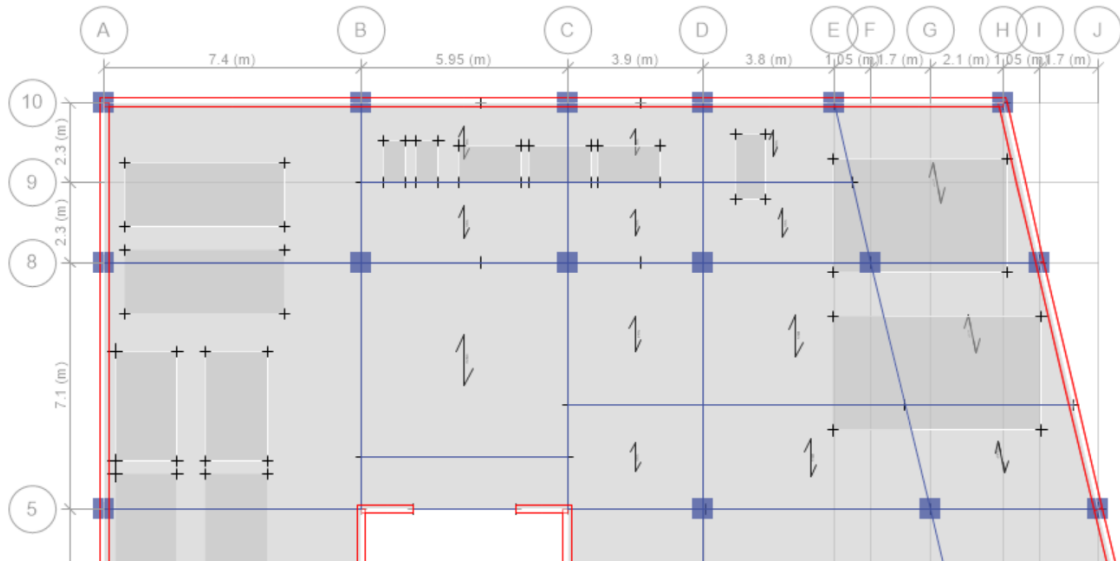 A B C D E F G H I J
7.4 (m) 5.95 (m) 3.9 (m) 3.8 (m) 1.05 (m) 1.7 (m) 2.1 (m) 1.05 (m) 1.7 (m)
10
2.3 (m)
9
2.3 (m)
8
7.1 (m)
5